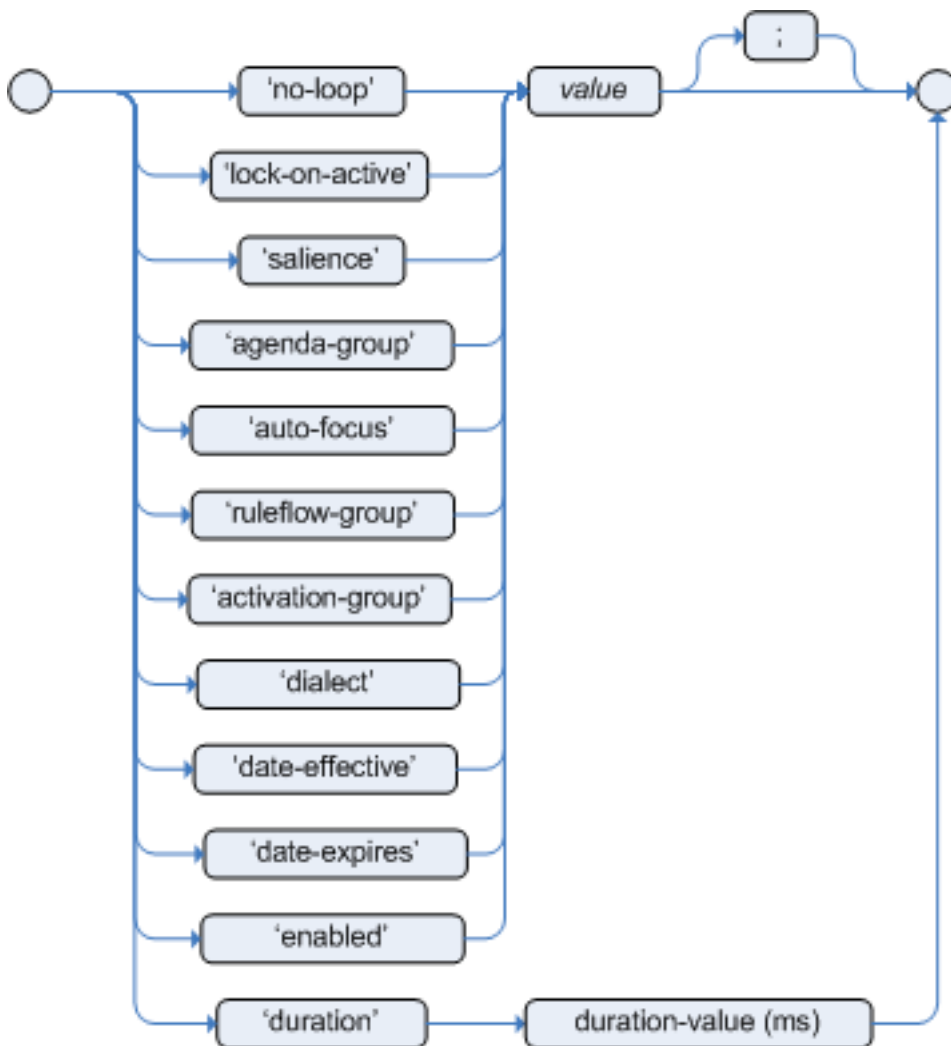 ;
‘no-loop’ value
‘lock-on-active’
‘salience’
‘agenda-group’
‘auto-focus’
‘ruleflow-group’
‘activation-group’
‘dialect’
‘date-effective’
‘date-expires’
‘enabled’
‘duration’ duration-value (ms)